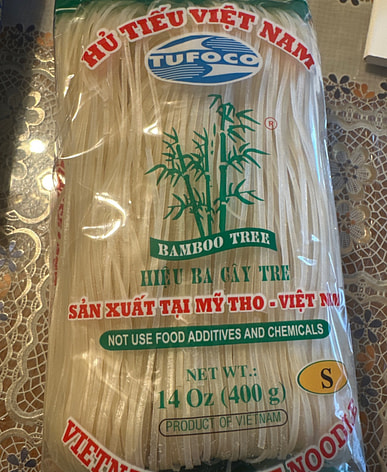 HỦ TIẾU VIỆT NAM
TUFOCO
®
BAMBOO TREE
HIỆU BA CÂY TRE
SẢN XUẤT TẠI MỸ THO - VIỆT NAM
NOT USE FOOD ADDITIVES AND CHEMICALS
NET WT.:
14 Oz (400 g)
S
PRODUCT OF VIETNAM